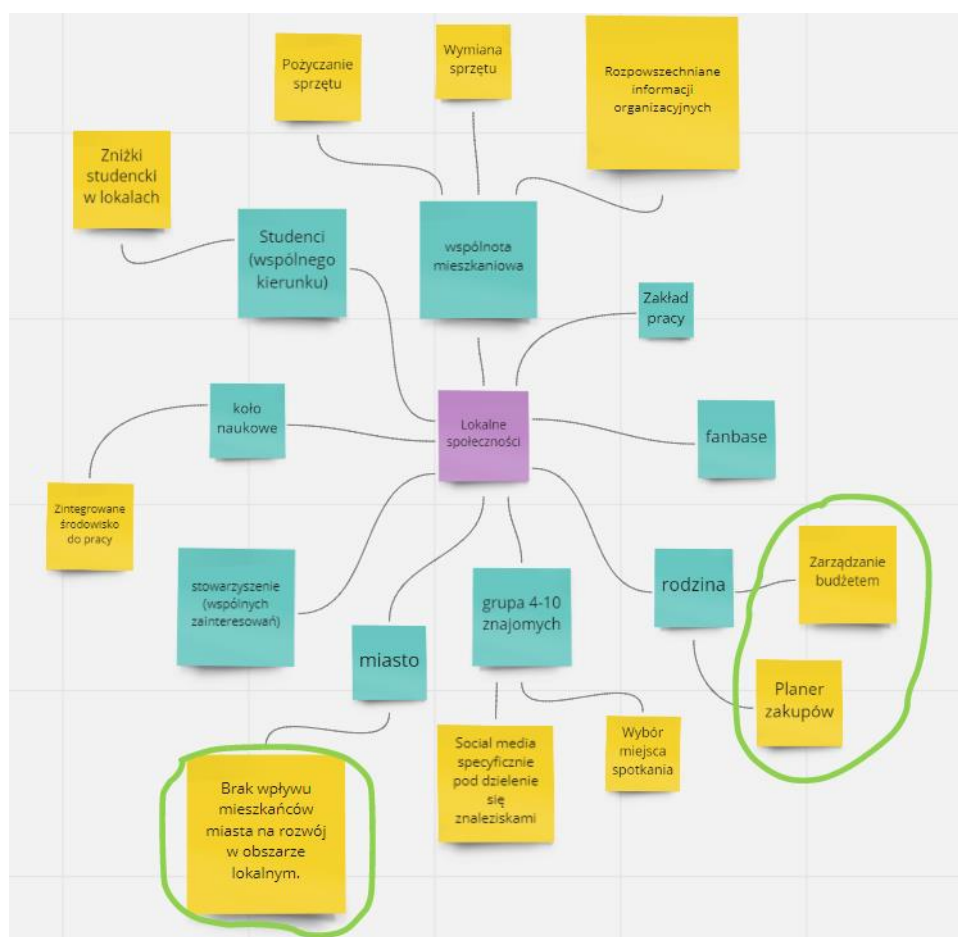 Pożyczanie
sprzętu
Wymiana
sprzętu
Rozpowszechniane
informacji
organizacyjnych
Zniżki
studencki
w lokalach
Studenci
(wspólnego
kierunku)
wspólnota
mieszkaniowa
Zakład
pracy
koło
naukowe
Lokalne
społeczności
fanbase
Zintegrowane
środowisko
do pracy
stowarzyszenie
(wspólnych
zainteresowań)
miasto
grupa 4-10
znajomych
rodzina
Zarządzanie
budżetem
Planer
zakupów
Brak wpływu
mieszkańców
miasta na rozwój
w obszarze
lokalnym.
Social media
specyficznie
pod dzielenie
się
znaleziskami
Wybór
miejsca
spotkania